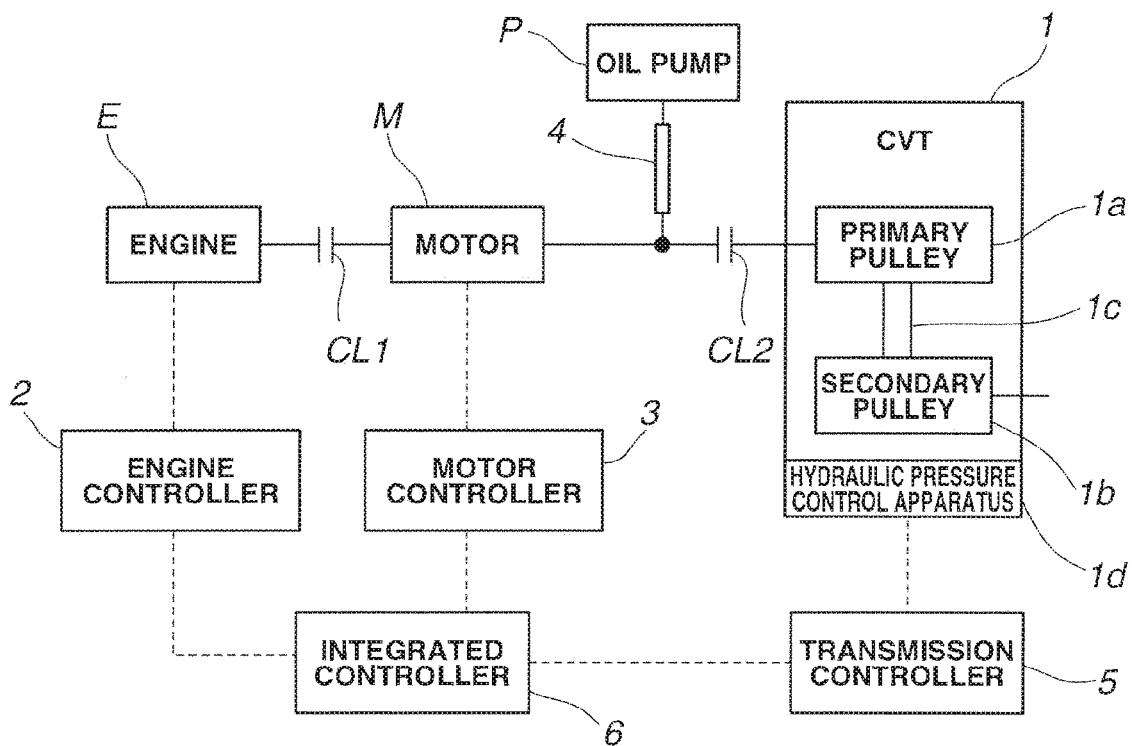 P
OIL PUMP
1
E
M
4
CVT
ENGINE
MOTOR
PRIMARY
PULLEY
1a
CL1
CL2
1c
SECONDARY
PULLEY
2
3
ENGINE
CONTROLLER
MOTOR
CONTROLLER
HYDRAULIC PRESSURE
CONTROL APPARATUS
1b
1d
INTEGRATED
CONTROLLER
TRANSMISSION
CONTROLLER
5
6